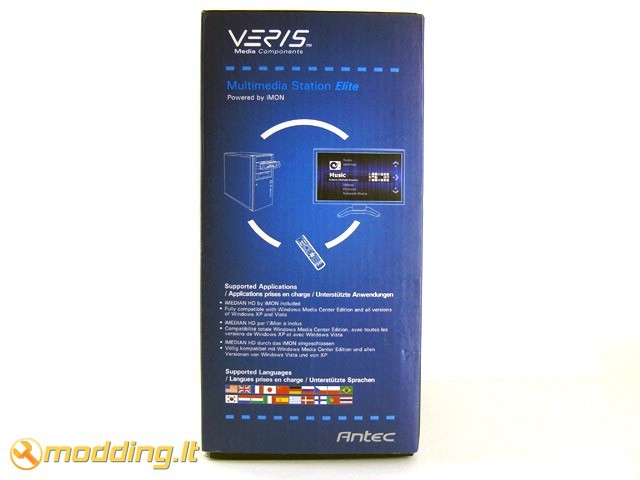 VERIS™
Media Components
Multimedia Station Elite
Powered by iMON
Music
Supported Applications
/ Applications prises en charge / Unterstützte Anwendungen
• iMEDIAN HD by iMON included
• Fully compatible with Windows Media Center Edition and all versions
of Windows XP and Vista
• iMEDIAN HD par l'iMon a inclus
• Compatibilité totale Windows Media Center Edition, avec toutes les
versions de Windows XP et avec Windows Vista
• iMEDIAN HD durch das iMON eingeschlossen
• Völlig kompatibel mit Windows Media Center Edition und allen
Versionen von Windows Vista und von XP
Supported Languages
/ Langues prises en charge / Unterstützte Sprachen
Antec
modding.lt